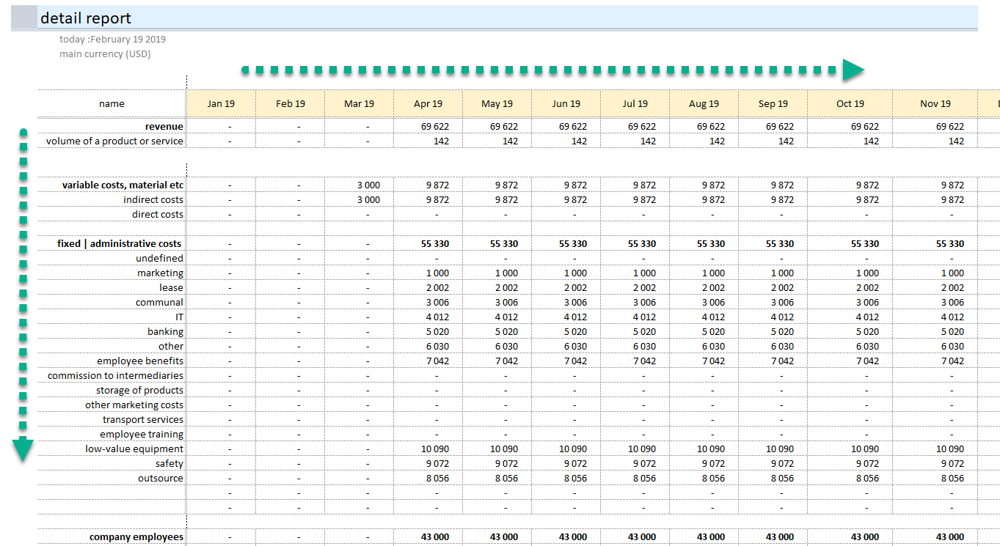 detail report
today :February 19 2019
main currency (USD)
name Jan 19 Feb 19 Mar 19 Apr 19 May 19 Jun 19 Jul 19 Aug 19 Sep 19 Oct 19 Nov 19
revenue - - - 69 622 69 622 69 622 69 622 69 622 69 622 69 622 69 622
volume of a product or service - - - 142 142 142 142 142 142 142 142
variable costs, material etc - - 3 000 9 872 9 872 9 872 9 872 9 872 9 872 9 872 9 872
indirect costs - - 3 000 9 872 9 872 9 872 9 872 9 872 9 872 9 872 9 872
direct costs - - - - - - - - - - -
fixed | administrative costs - - - 55 330 55 330 55 330 55 330 55 330 55 330 55 330 55 330
undefined - - - - - - - - - - -
marketing - - - 1 000 1 000 1 000 1 000 1 000 1 000 1 000 1 000
lease - - - 2 002 2 002 2 002 2 002 2 002 2 002 2 002 2 002
communal - - - 3 006 3 006 3 006 3 006 3 006 3 006 3 006 3 006
IT - - - 4 012 4 012 4 012 4 012 4 012 4 012 4 012 4 012
banking - - - 5 020 5 020 5 020 5 020 5 020 5 020 5 020 5 020
other - - - 6 030 6 030 6 030 6 030 6 030 6 030 6 030 6 030
employee benefits - - - 7 042 7 042 7 042 7 042 7 042 7 042 7 042 7 042
commission to intermediaries - - - - - - - - - - -
storage of products - - - - - - - - - - -
other marketing costs - - - - - - - - - - -
transport services - - - - - - - - - - -
employee training - - - - - - - - - - -
low-value equipment - - - 10 090 10 090 10 090 10 090 10 090 10 090 10 090 10 090
safety - - - 9 072 9 072 9 072 9 072 9 072 9 072 9 072 9 072
outsource - - - 8 056 8 056 8 056 8 056 8 056 8 056 8 056 8 056
- - - - - - - - - - -
- - - - - - - - - - -
company employees - - - 43 000 43 000 43 000 43 000 43 000 43 000 43 000 43 000